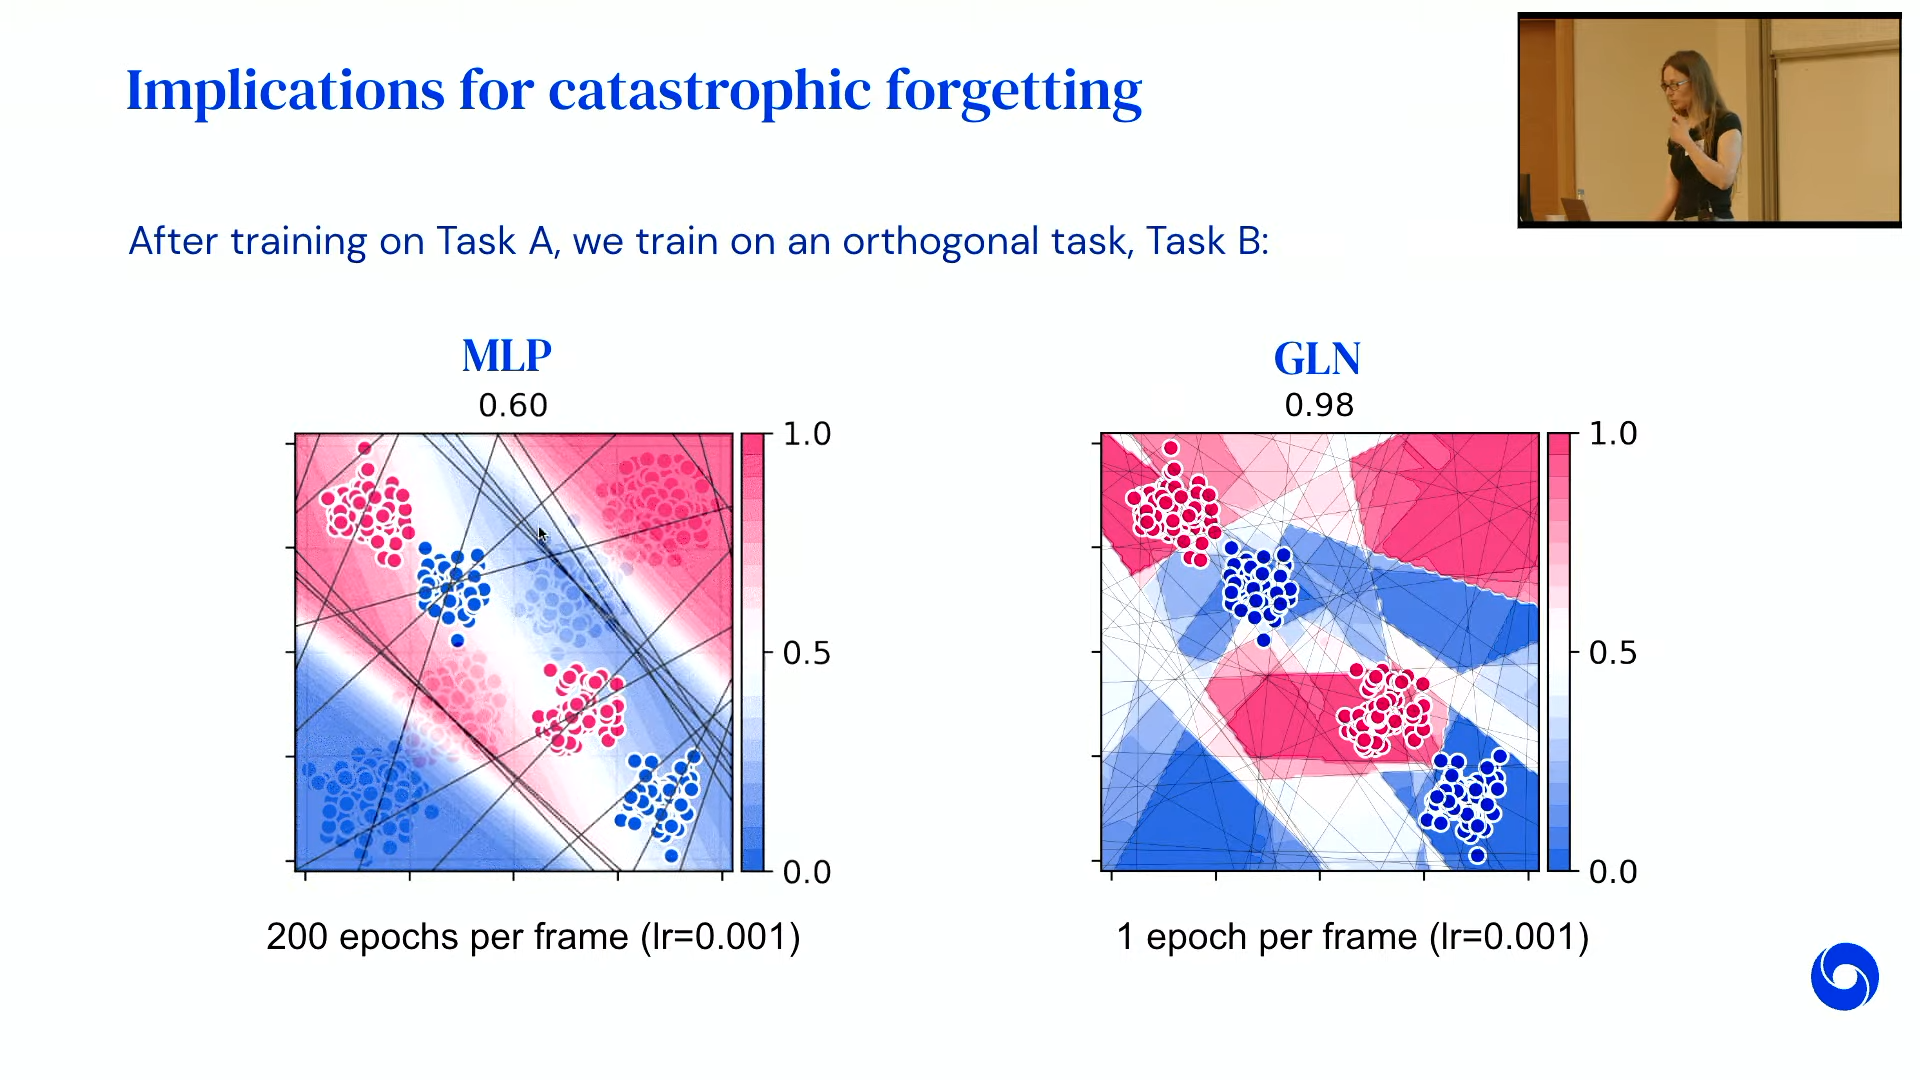 Implications for catastrophic forgetting
After training on Task A, we train on an orthogonal task, Task B:
MLP
0.60
1.0
0.5
0.0
200 epochs per frame (lr=0.001)
GLN
0.98
1.0
0.5
0.0
1 epoch per frame (lr=0.001)